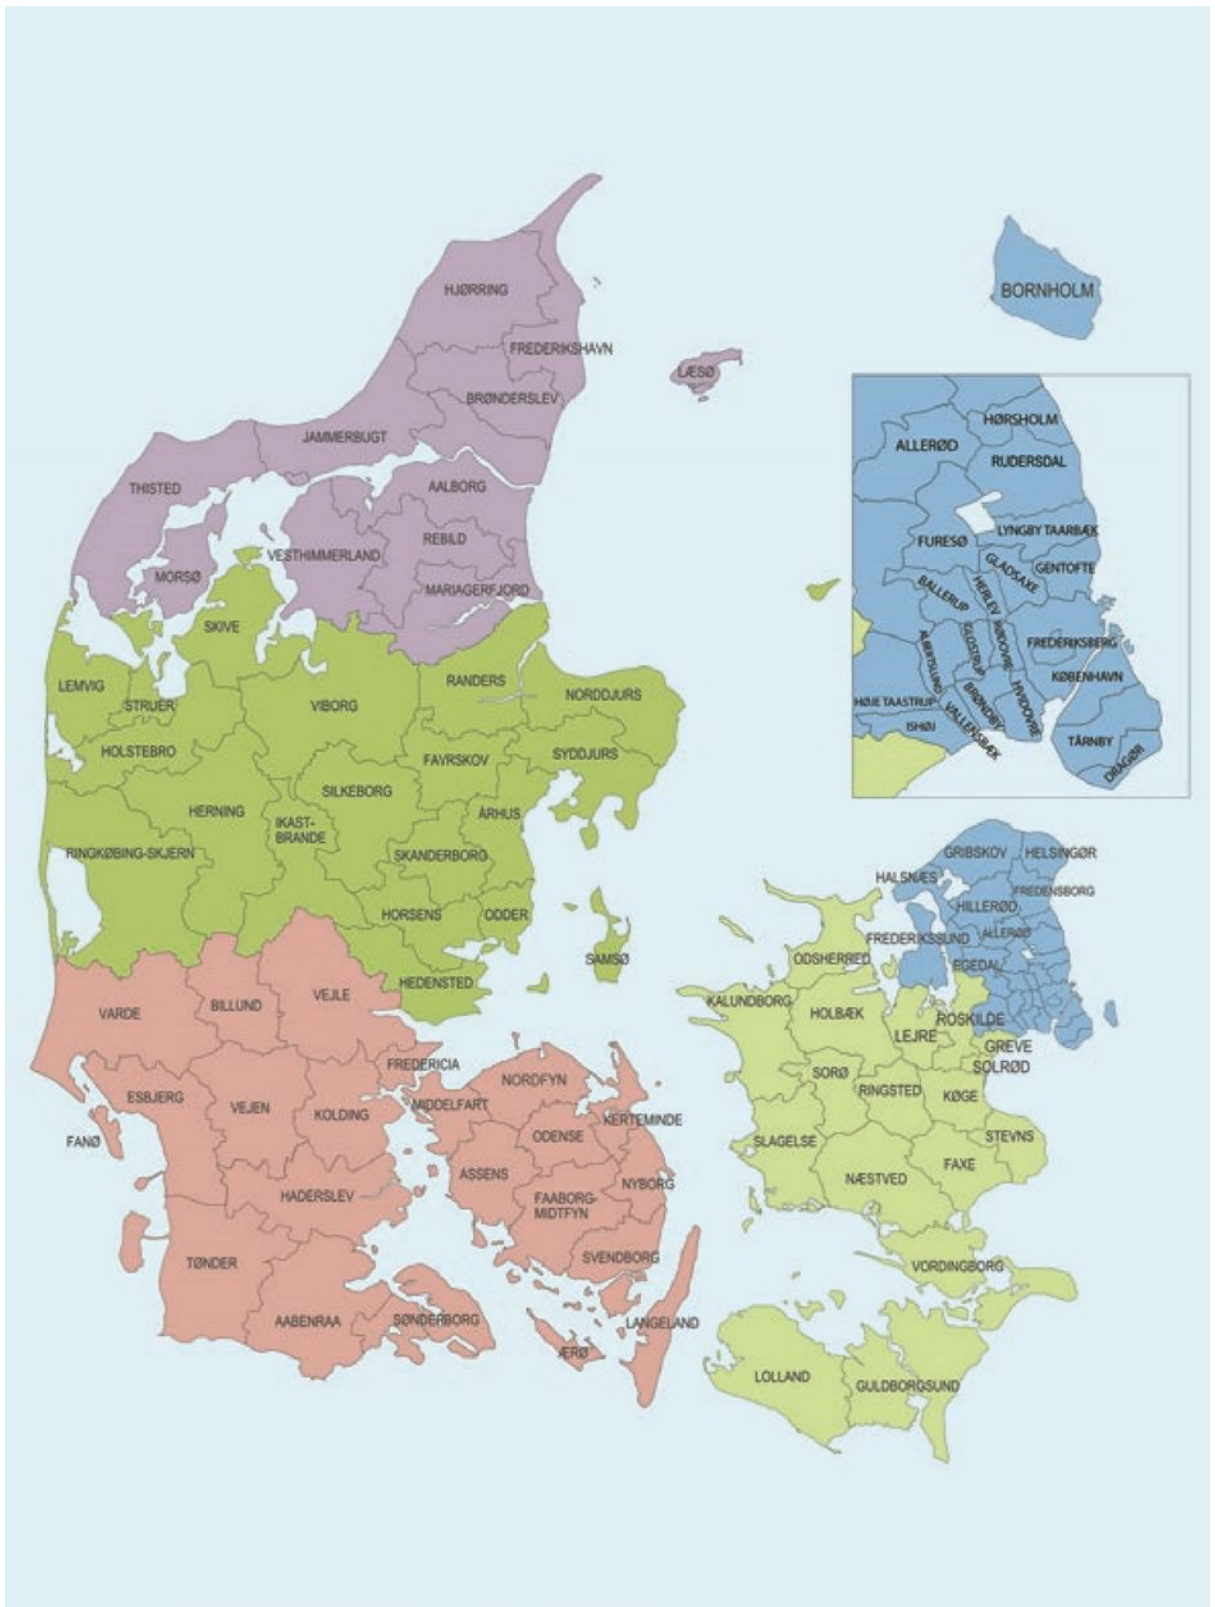 HJØRRING
BORNHOLM
FREDERIKSHAVN
LÆSØ
BRØNDERSLEV
JAMMERBUGT
THISTED
AALBORG
REBILD
VESTHIMMERLAND
MORSØ
MARIAGERFJORD
HØRSHOLM
ALLERØD
RUDERSDAL
LYNGBY TAARBÆK
FURESØ
GLADSAXE
GENTOFTE
BALLERUP
HERLEV
RØDOVRE
GLOSTRUP
ALBERTSLUND
FREDERIKSBERG
KØBENHAVN
HØJE TAASTRUP
BRØNDBY
HVIDOVRE
VALLENSBÆK
ISHØJ
TÅRNBY
DRAGØR
SKIVE
LEMVIG
STRUER
VIBORG
RANDERS
NORDDJURS
HOLSTEBRO
FAVRSKOV
SYDDJURS
SILKEBORG
HERNING
IKAST-
BRANDE
ÅRHUS
RINGKØBING-SKJERN
SKANDERBORG
HORSENS
ODDER
SAMSØ
HEDENSTED
GRIBSKOV
HELSINGØR
HALSNÆS
FREDENSBORG
HILLERØD
FREDERIKSSUND
ALLERØD
ODSHERRED
EGEDAL
KALUNDBORG
HOLBÆK
ROSKILDE
LEJRE
GREVE
SOLRØD
SORØ
RINGSTED
KØGE
SLAGELSE
STEVNS
FAXE
NÆSTVED
VORDINGBORG
LOLLAND
GULDBORGSUND
VARDE
BILLUND
VEJLE
FREDERICIA
NORDFYN
ESBJERG
VEJEN
KOLDING
MIDDELFART
KERTEMINDE
FANØ
ODENSE
ASSENS
NYBORG
HADERSLEV
FAABORG-
MIDTFYN
TØNDER
SVENDBORG
AABENRAA
SØNDERBORG
LANGELAND
ÆRØ